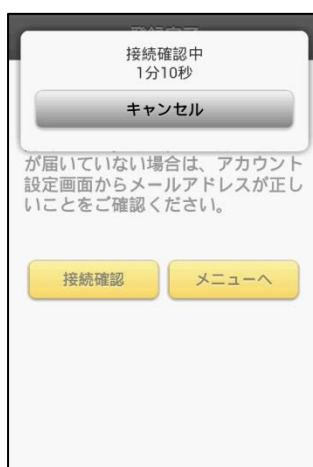 接続確認中
1分10秒
キャンセル
が届いていない場合は、アカウント
設定画面からメールアドレスが正し
いことをご確認ください。
接続確認
メニューへ